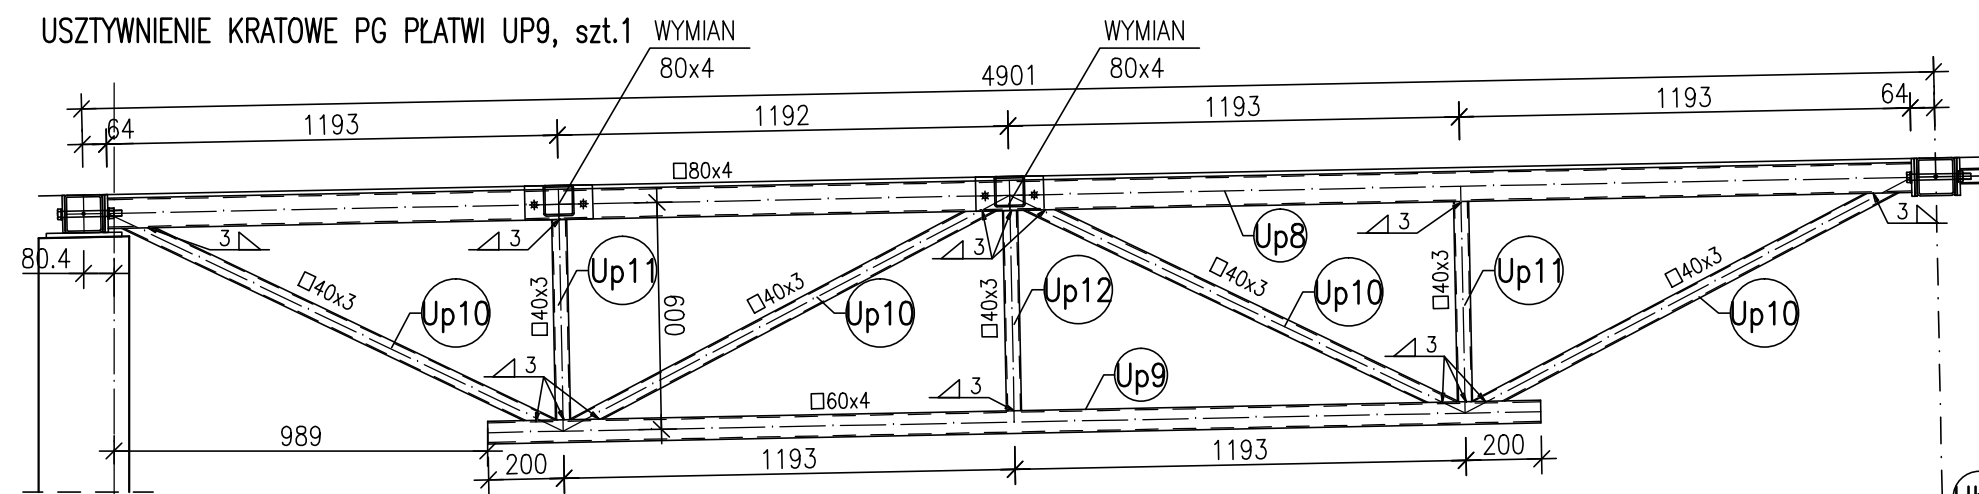 USZTYWNIENIE KRATOWE PG PŁATWI UP9, szt.1
WYMIAN
80x4
WYMIAN
80x4
4901
64
1193
1192
1193
1193
64
□80x4
80.4
3
3
3
3
3
Up8
□40x3
Up10
□40x3
Up11
600
□40x3
Up10
□40x3
Up12
□40x3
Up10
□40x3
Up11
□40x3
Up10
3
3
3
Up9
□60x4
989
200
1193
1193
200